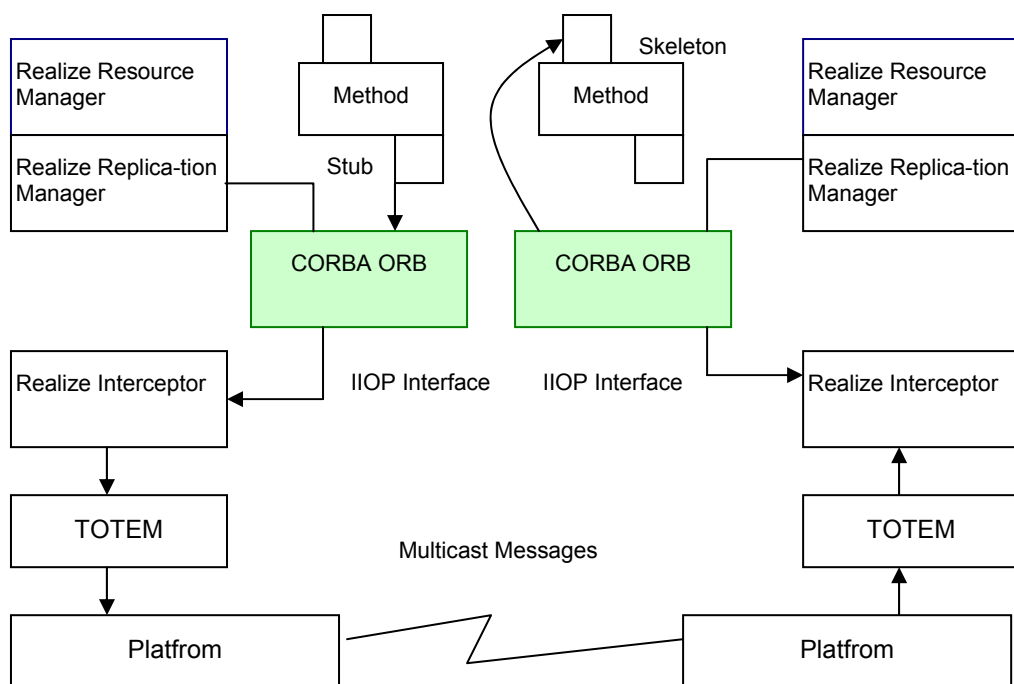 Skeleton
Realize Resource
Manager
Method
Method
Realize Resource
Manager
Realize Replica-tion
Manager
Stub
Realize Replica-tion
Manager
CORBA ORB
CORBA ORB
Realize Interceptor
IIOP Interface
IIOP Interface
Realize Interceptor
TOTEM
TOTEM
Multicast Messages
Platfrom
Platfrom